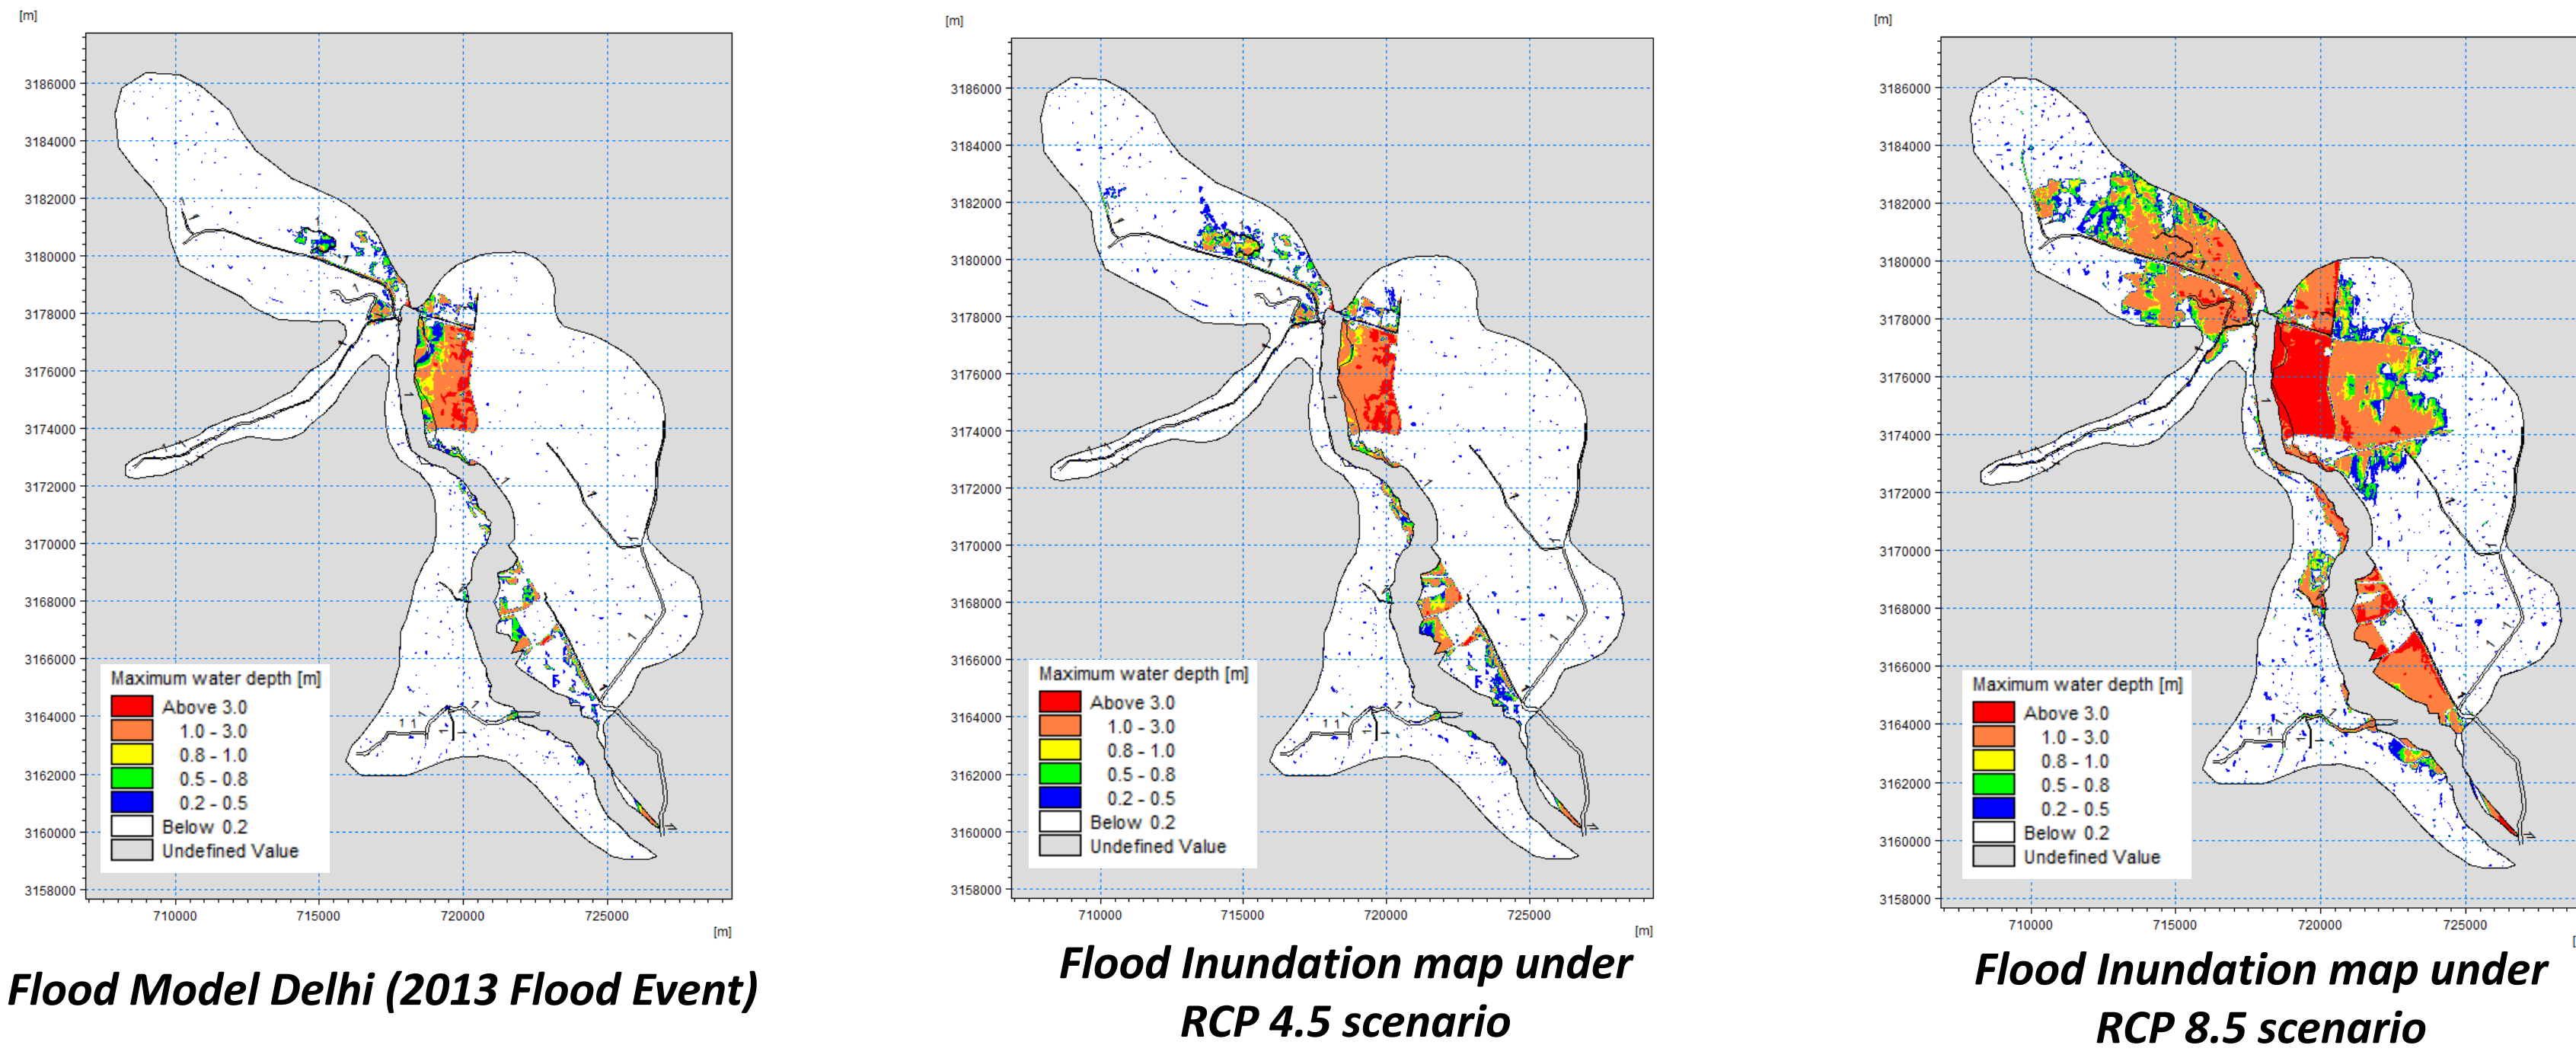 [m]
3186000
3184000
3182000
3180000
3178000
3176000
3174000
3172000
3170000
3168000
3166000
3164000
3162000
3160000
3158000
Maximum water depth [m]
Above 3.0
1.0 - 3.0
0.8 - 1.0
0.5 - 0.8
0.2 - 0.5
Below 0.2
Undefined Value
710000 715000 720000 725000
[m]
Flood Model Delhi (2013 Flood Event)
[m]
3186000
3184000
3182000
3180000
3178000
3176000
3174000
3172000
3170000
3168000
3166000
3164000
3162000
3160000
3158000
Maximum water depth [m]
Above 3.0
1.0 - 3.0
0.8 - 1.0
0.5 - 0.8
0.2 - 0.5
Below 0.2
Undefined Value
710000 715000 720000 725000
[m]
Flood Inundation map under
RCP 4.5 scenario
[m]
3186000
3184000
3182000
3180000
3178000
3176000
3174000
3172000
3170000
3168000
3166000
3164000
3162000
3160000
3158000
Maximum water depth [m]
Above 3.0
1.0 - 3.0
0.8 - 1.0
0.5 - 0.8
0.2 - 0.5
Below 0.2
Undefined Value
710000 715000 720000 725000
Flood Inundation map under
RCP 8.5 scenario